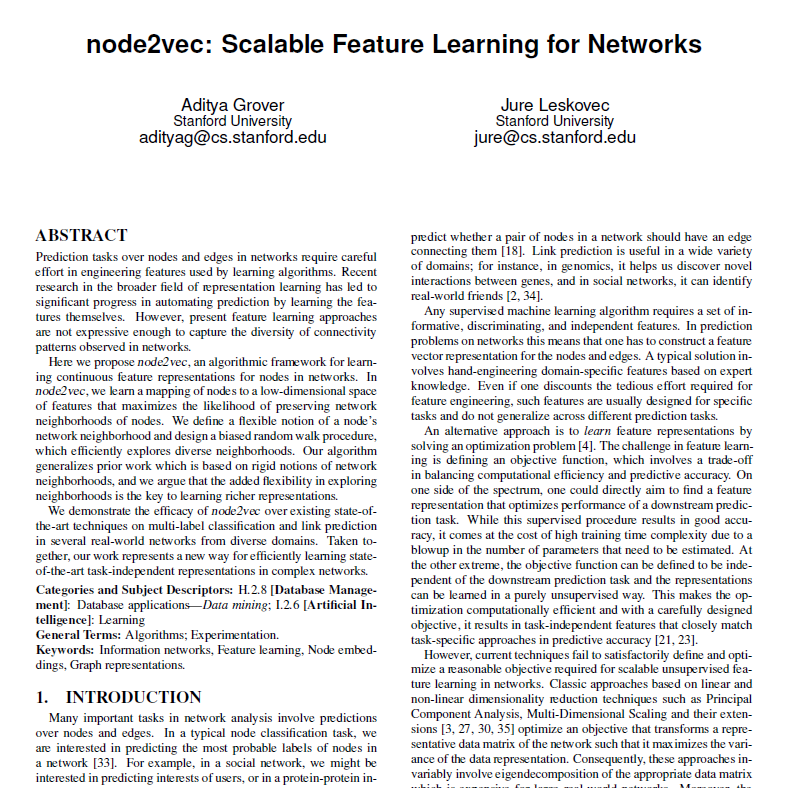 node2vec: Scalable Feature Learning for Networks
Aditya Grover
Stanford University
adityag@cs.stanford.edu
Jure Leskovec
Stanford University
jure@cs.stanford.edu
ABSTRACT
Prediction tasks over nodes and edges in networks require careful
effort in engineering features used by learning algorithms. Recent
research in the broader field of representation learning has led to
significant progress in automating prediction by learning the fea-
tures themselves. However, present feature learning approaches
are not expressive enough to capture the diversity of connectivity
patterns observed in networks.
Here we propose node2vec, an algorithmic framework for learn-
ing continuous feature representations for nodes in networks. In
node2vec, we learn a mapping of nodes to a low-dimensional space
of features that maximizes the likelihood of preserving network
neighborhoods of nodes. We define a flexible notion of a node's
network neighborhood and design a biased random walk procedure,
which efficiently explores diverse neighborhoods. Our algorithm
generalizes prior work which is based on rigid notions of network
neighborhoods, and we argue that the added flexibility in exploring
neighborhoods is the key to learning richer representations.
We demonstrate the efficacy of node2vec over existing state-of-
the-art techniques on multi-label classification and link prediction
in several real-world networks from diverse domains. Taken to-
gether, our work represents a new way for efficiently learning state-
of-the-art task-independent representations in complex networks.
Categories and Subject Descriptors: H.2.8 [Database Manage-
ment]: Database applications—Data mining; I.2.6 [Artificial In-
telligence]: Learning
General Terms: Algorithms; Experimentation.
Keywords: Information networks, Feature learning, Node embed-
dings, Graph representations.
1. INTRODUCTION
Many important tasks in network analysis involve predictions
over nodes and edges. In a typical node classification task, we
are interested in predicting the most probable labels of nodes in
a network [33]. For example, in a social network, we might be
interested in predicting interests of users, or in a protein-protein in-
predict whether a pair of nodes in a network should have an edge
connecting them [18]. Link prediction is useful in a wide variety
of domains; for instance, in genomics, it helps us discover novel
interactions between genes, and in social networks, it can identify
real-world friends [2, 34].
Any supervised machine learning algorithm requires a set of in-
formative, discriminating, and independent features. In prediction
problems on networks this means that one has to construct a feature
vector representation for the nodes and edges. A typical solution in-
volves hand-engineering domain-specific features based on expert
knowledge. Even if one discounts the tedious effort required for
feature engineering, such features are usually designed for specific
tasks and do not generalize across different prediction tasks.
An alternative approach is to learn feature representations by
solving an optimization problem [4]. The challenge in feature learn-
ing is defining an objective function, which involves a trade-off
in balancing computational efficiency and predictive accuracy. On
one side of the spectrum, one could directly aim to find a feature
representation that optimizes performance of a downstream predic-
tion task. While this supervised procedure results in good accu-
racy, it comes at the cost of high training time complexity due to a
blowup in the number of parameters that need to be estimated. At
the other extreme, the objective function can be defined to be inde-
pendent of the downstream prediction task and the representations
can be learned in a purely unsupervised way. This makes the op-
timization computationally efficient and with a carefully designed
objective, it results in task-independent features that closely match
task-specific approaches in predictive accuracy [21, 23].
However, current techniques fail to satisfactorily define and opti-
mize a reasonable objective required for scalable unsupervised fea-
ture learning in networks. Classic approaches based on linear and
non-linear dimensionality reduction techniques such as Principal
Component Analysis, Multi-Dimensional Scaling and their exten-
sions [3, 27, 30, 35] optimize an objective that transforms a repre-
sentative data matrix of the network such that it maximizes the vari-
ance of the data representation. Consequently, these approaches in-
variably involve eigendecomposition of the appropriate data matrix